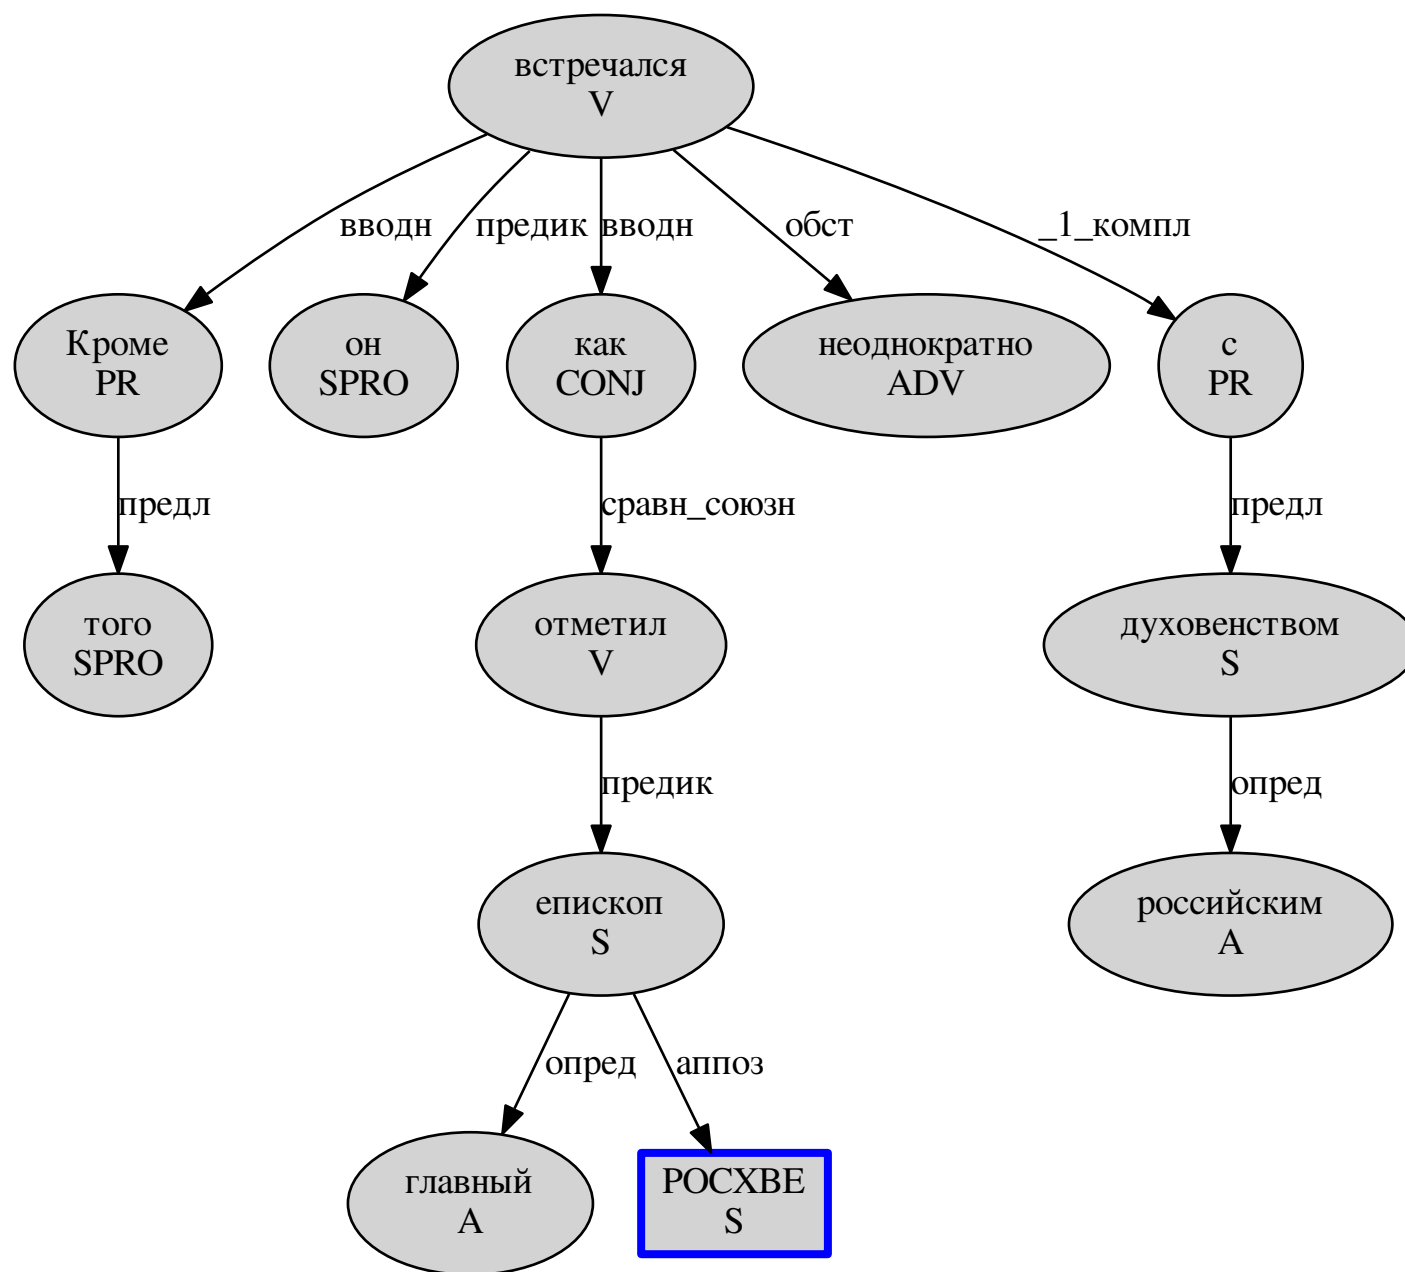 встречался
V
вводн
предик
вводн
обст
_1_компл
Кроме
PR
он
SPRO
как
CONJ
неоднократно
ADV
с
PR
предл
сравн_союзн
предл
того
SPRO
отметил
V
духовенством
S
предик
опред
епископ
S
российским
A
опред
аппоз
главный
A
РОСХВЕ
S